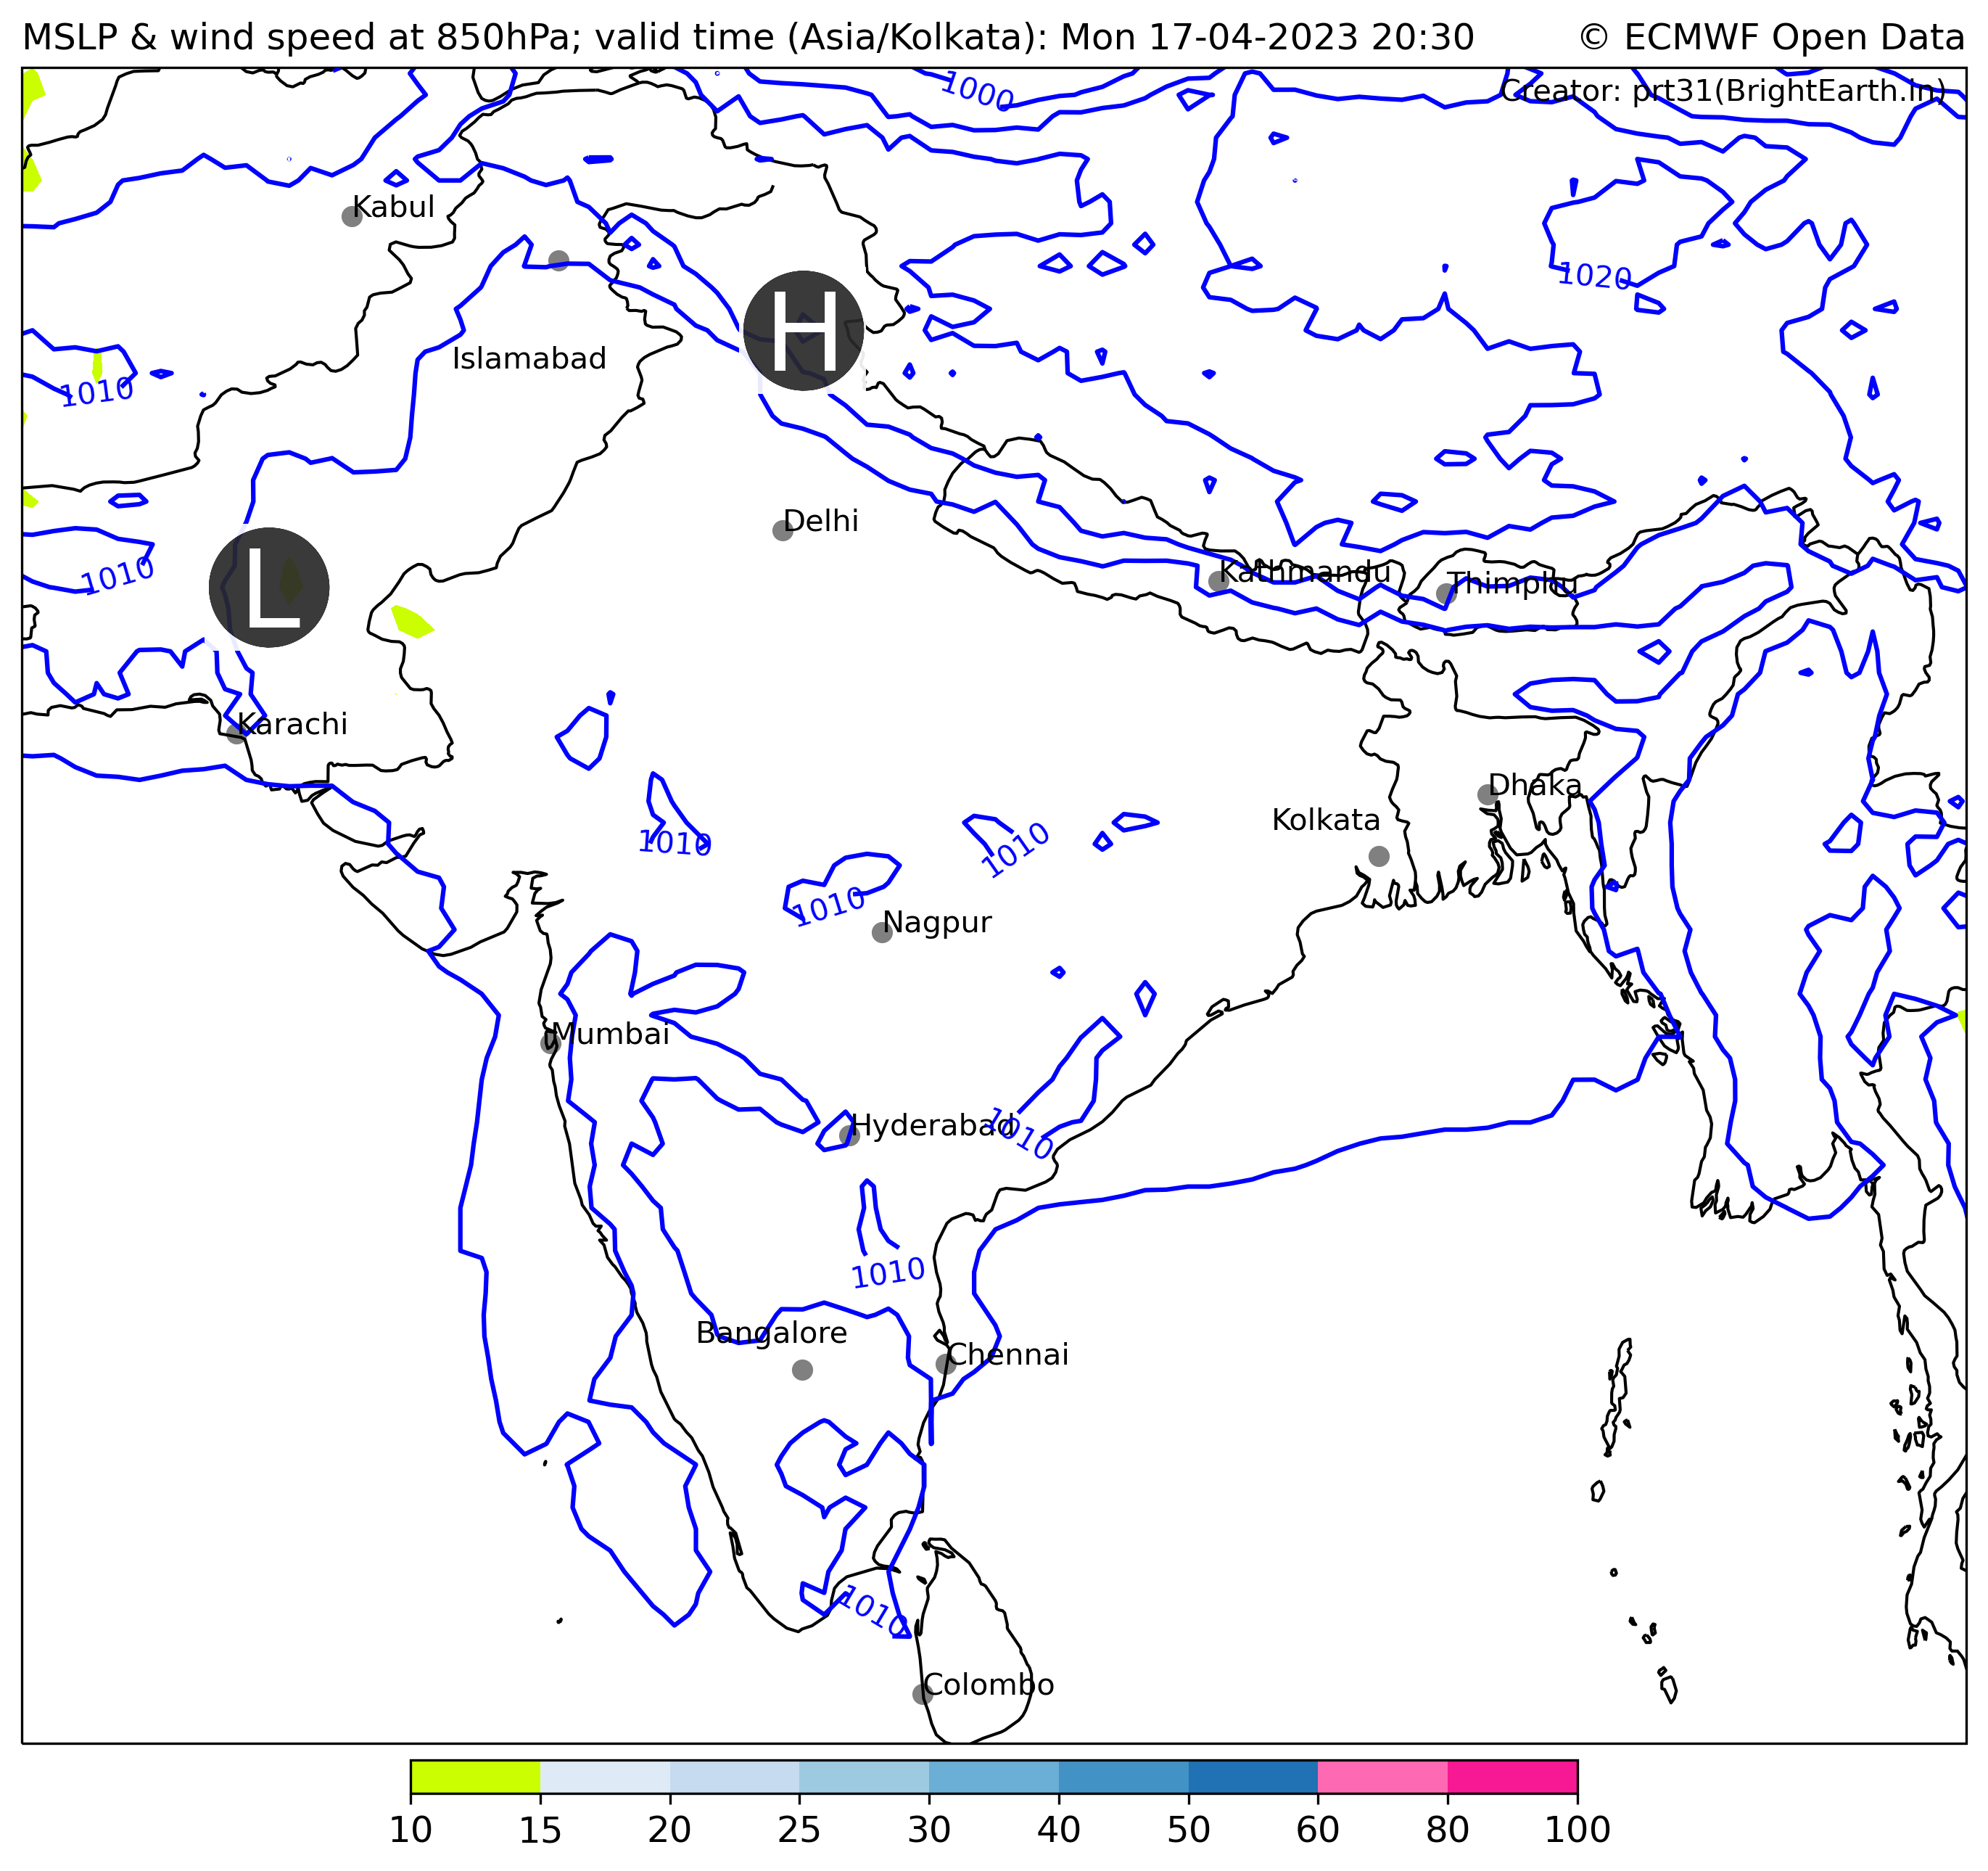 MSLP & wind speed at 850hPa; valid time (Asia/Kolkata): Mon 17-04-2023 20:30 © ECMWF Open Data
1000
Creator: prt31(BrightEarth.in)
Kabul
1020
H
Islamabad
1010
Delhi
L
1010
Kathmandu
Thimphu
Karachi
Dhaka
Kolkata
1010
1010
1010
Nagpur
Mumbai
Hyderabad
1010
1010
Bangalore
Chennai
1010
Colombo
10 15 20 25 30 40 50 60 80 100